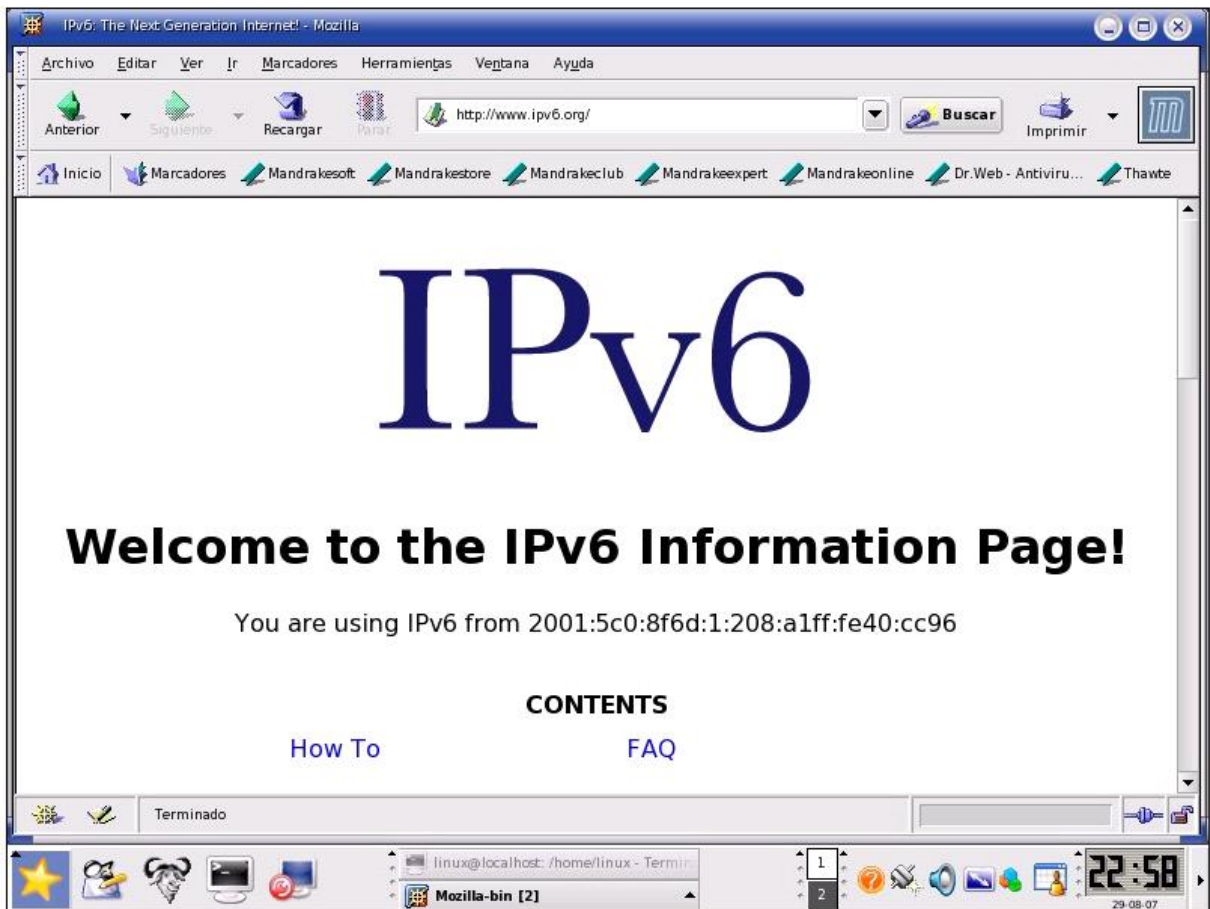 IPv6: The Next Generation Internet! - Mozilla
Archivo Editar Ver Ir Marcadores Herramientas Ventana Ayuda
Anterior Siguiente Recargar Parar http://www.ipv6.org/ Buscar Imprimir
Inicio Marcadores Mandrakesoft Mandrakestore Mandrakeclub Mandrakeexpert Mandrakeonline Dr.Web - Antiviru... Thawte
IPv6
Welcome to the IPv6 Information Page!
You are using IPv6 from 2001:5c0:8f6d:1:208:a1ff:fe40:cc96
CONTENTS
How To FAQ
Terminado
linux@localhost: /home/linux - Termin
Mozilla-bin [2]
1
2
22:58
29-08-07